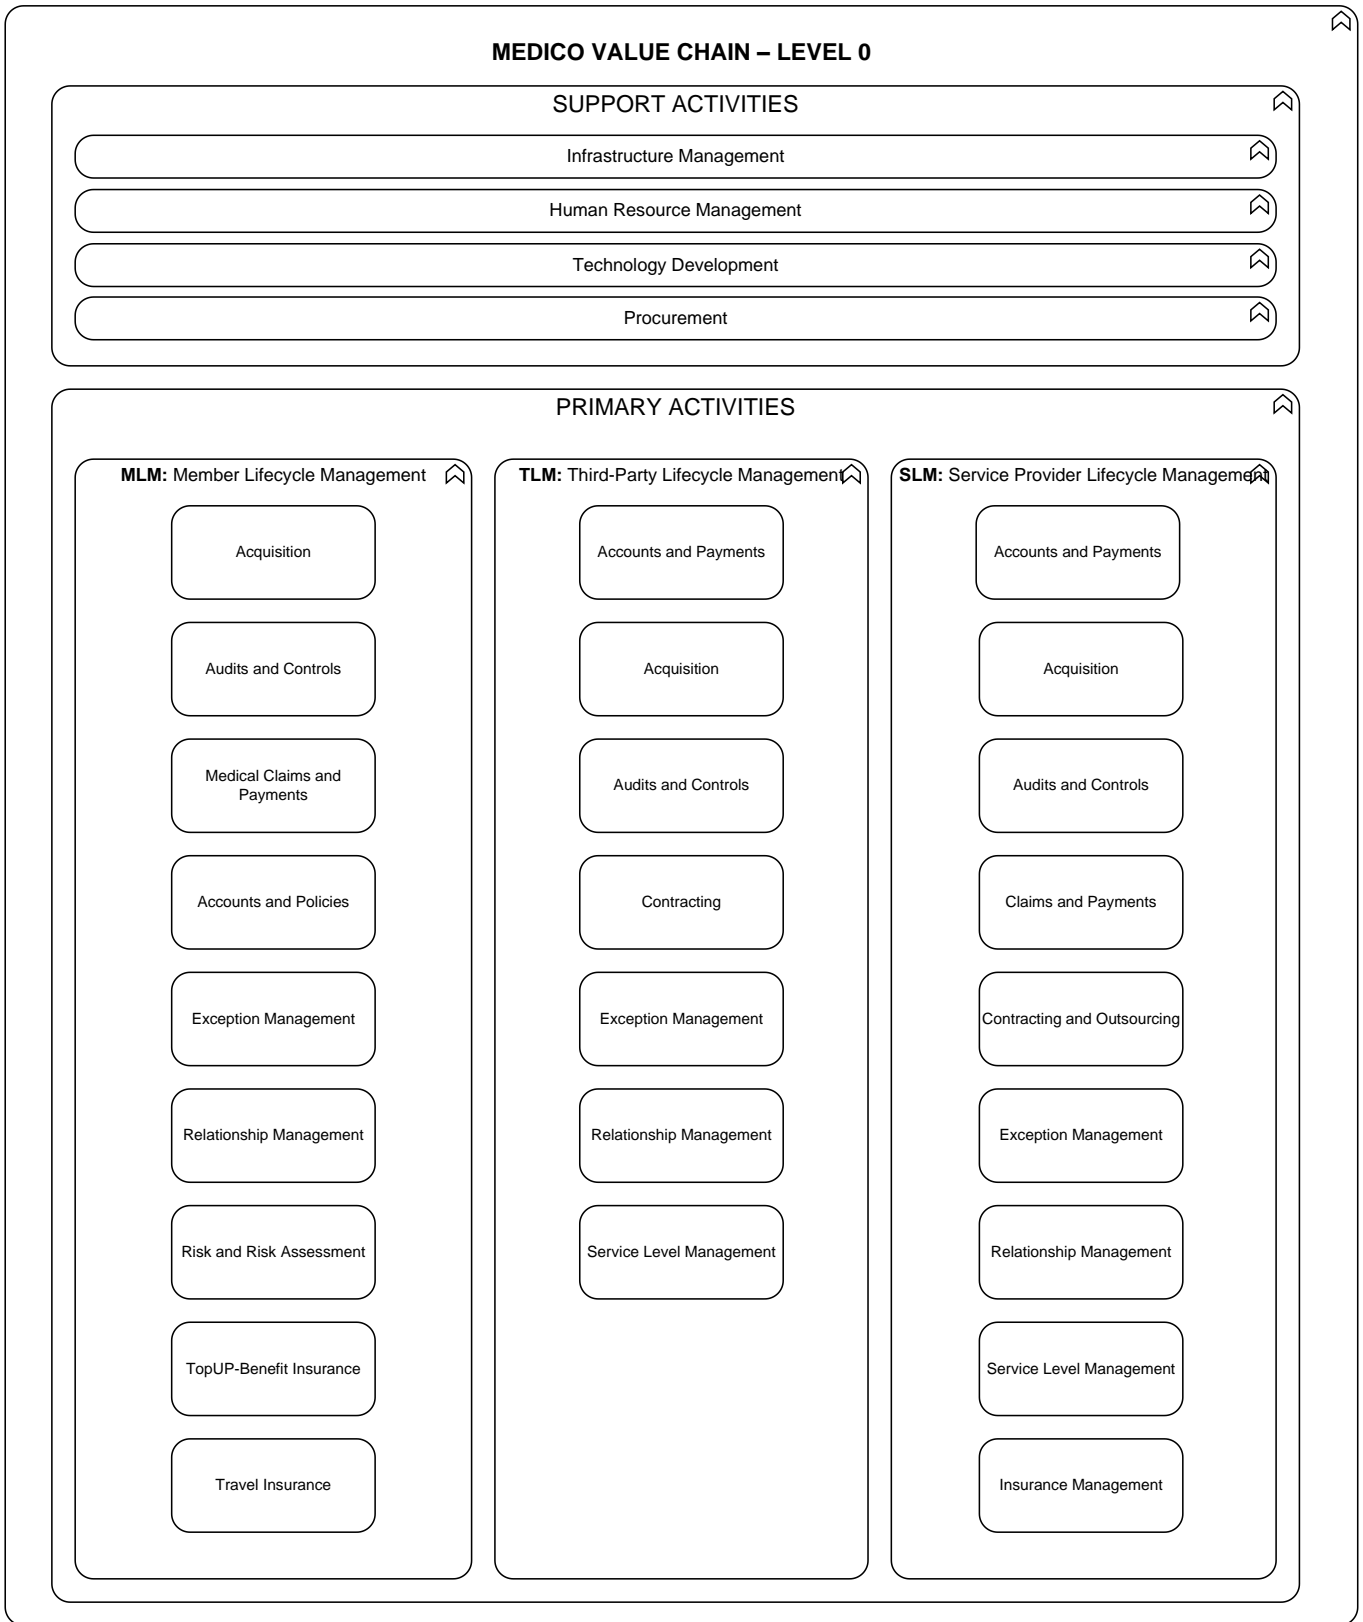 MEDICO VALUE CHAIN – LEVEL 0
SUPPORT ACTIVITIES
Infrastructure Management
Human Resource Management
Technology Development
Procurement
PRIMARY ACTIVITIES
MLM: Member Lifecycle Management
Acquisition
Audits and Controls
Medical Claims and
Payments
Accounts and Policies
Exception Management
Relationship Management
Risk and Risk Assessment
TopUP-Benefit Insurance
Travel Insurance
TLM: Third-Party Lifecycle Management
Accounts and Payments
Acquisition
Audits and Controls
Contracting
Exception Management
Relationship Management
Service Level Management
SLM: Service Provider Lifecycle Management
Accounts and Payments
Acquisition
Audits and Controls
Claims and Payments
Contracting and Outsourcing
Exception Management
Relationship Management
Service Level Management
Insurance Management